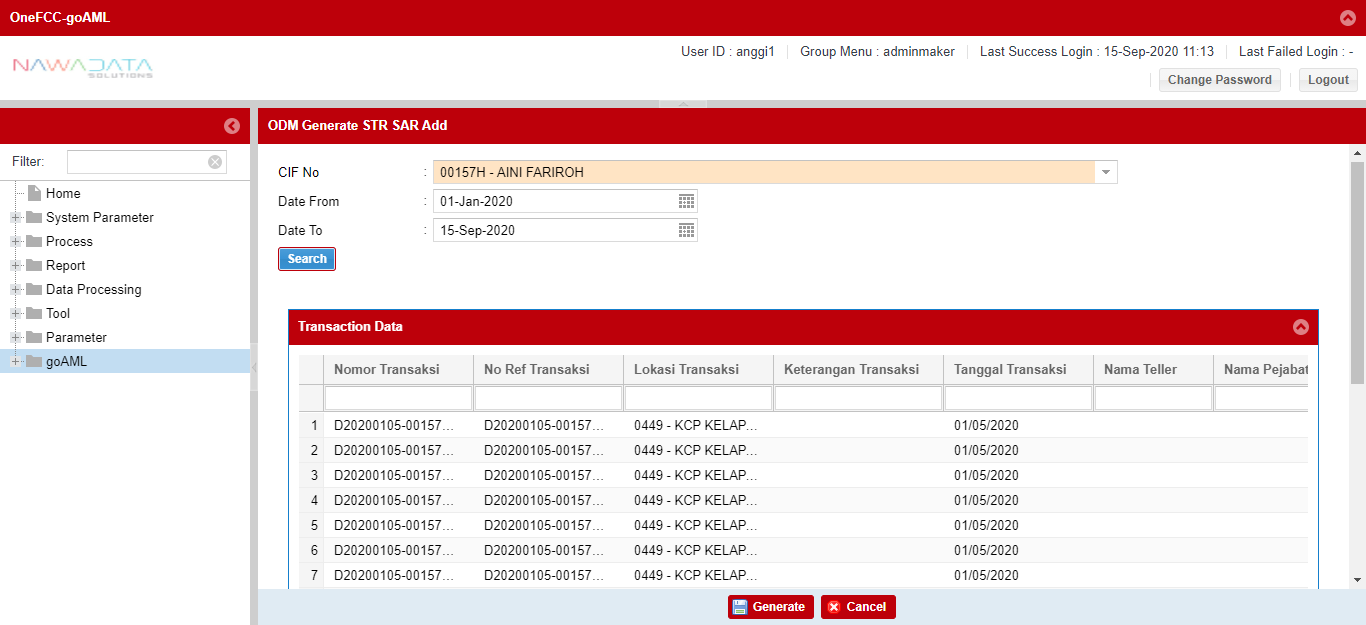 OneFCC-goAML
NAWADATA
SOLUTIONS
User ID : anggi1 Group Menu : adminmaker Last Success Login : 15-Sep-2020 11:13 Last Failed Login : -
Change Password Logout
ODM Generate STR SAR Add
Filter:
Home
System Parameter
Process
Report
Data Processing
Tool
Parameter
goAML
CIF No : 00157H - AINI FARIROH
Date From : 01-Jan-2020
Date To : 15-Sep-2020
Search
Transaction Data
Nomor Transaksi No Ref Transaksi Lokasi Transaksi Keterangan Transaksi Tanggal Transaksi Nama Teller Nama Pejabat
1 D20200105-00157... D20200105-00157... 0449 - KCP KELAP... 01/05/2020
2 D20200105-00157... D20200105-00157... 0449 - KCP KELAP... 01/05/2020
3 D20200105-00157... D20200105-00157... 0449 - KCP KELAP... 01/05/2020
4 D20200105-00157... D20200105-00157... 0449 - KCP KELAP... 01/05/2020
5 D20200105-00157... D20200105-00157... 0449 - KCP KELAP... 01/05/2020
6 D20200105-00157... D20200105-00157... 0449 - KCP KELAP... 01/05/2020
7 D20200105-00157... D20200105-00157... 0449 - KCP KELAP... 01/05/2020
Generate Cancel